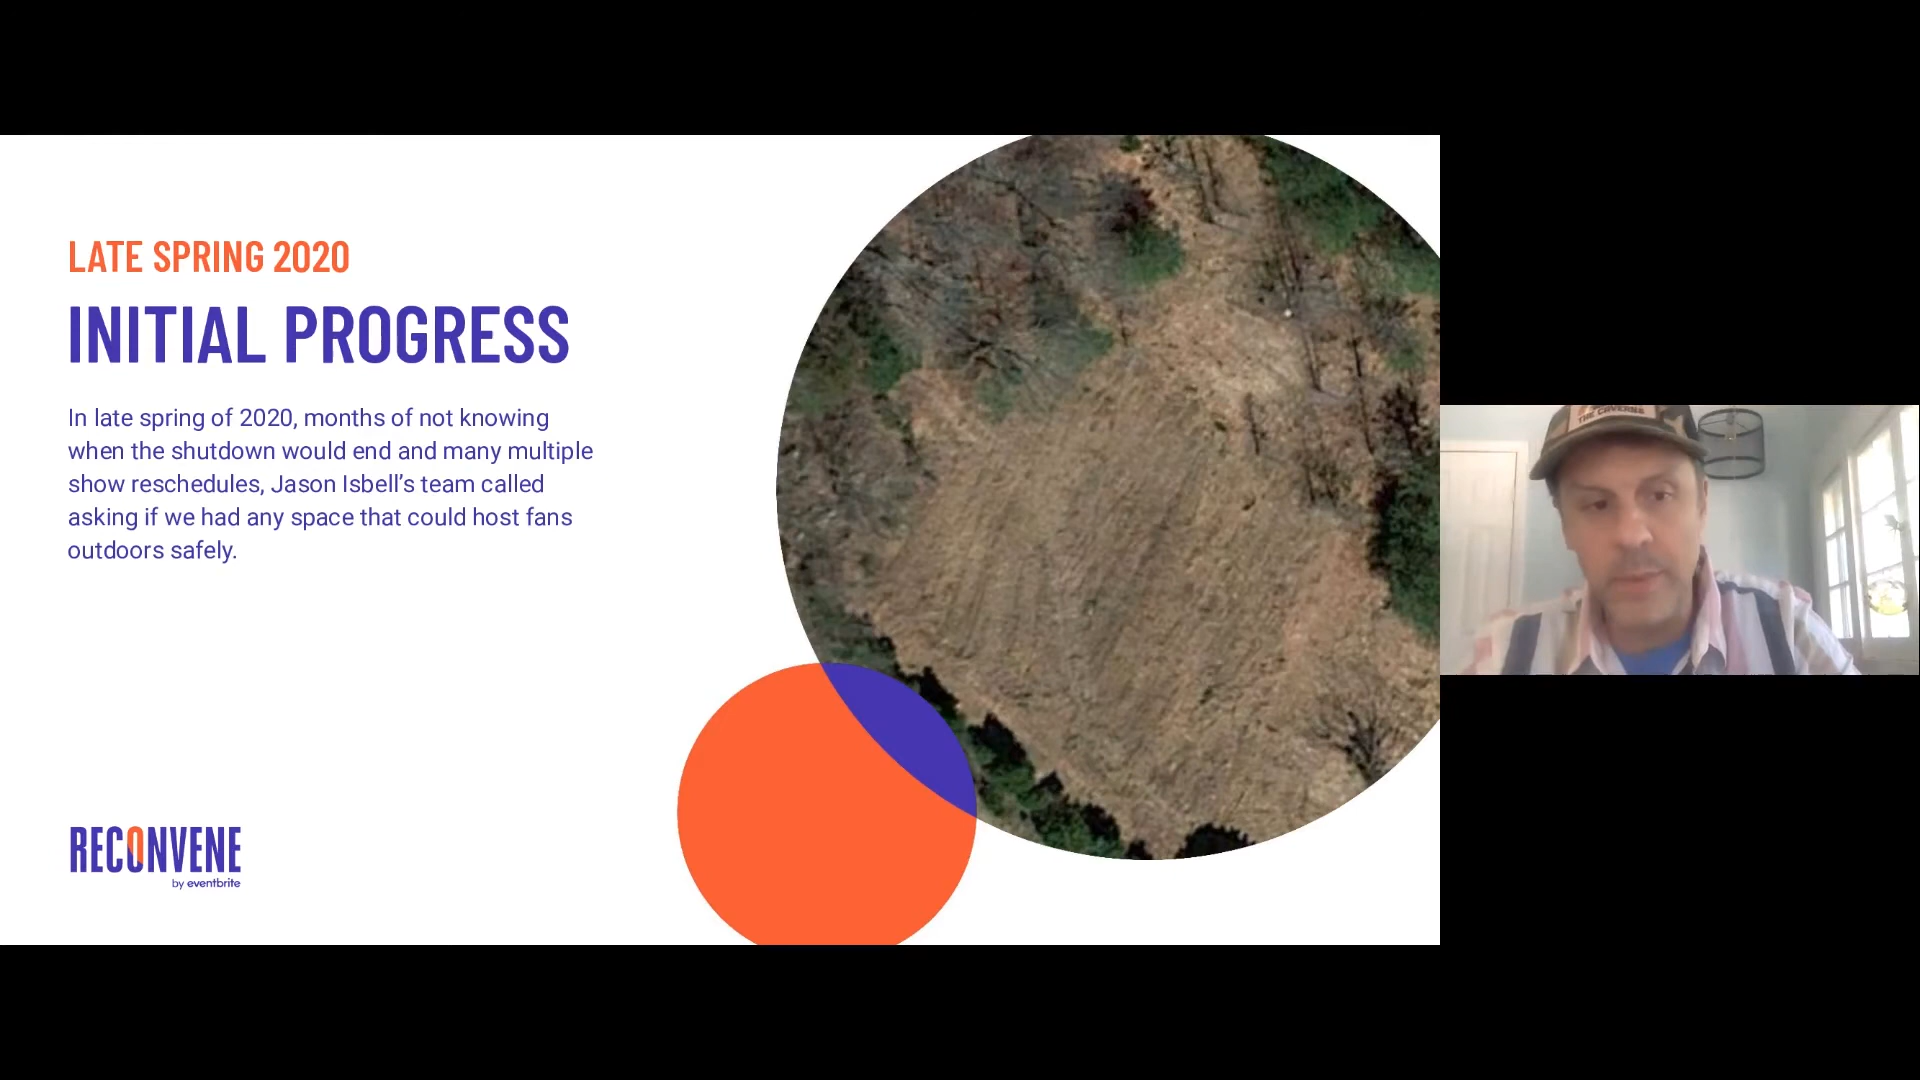 LATE SPRING 2020
INITIAL PROGRESS
In late spring of 2020, months of not knowing
when the shutdown would end and many multiple
show reschedules, Jason Isbell’s team called
asking if we had any space that could host fans
outdoors safely.
RECONVENE
by eventbrite
THE CAVERNS